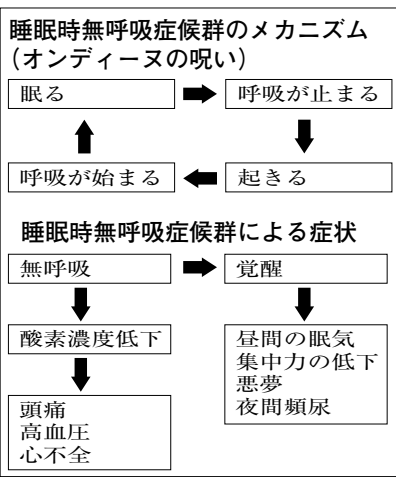 睡眠時無呼吸症候群のメカニズム
(オンディーヌの呪い)
眠る
呼吸が止まる
呼吸が始まる
起きる
睡眠時無呼吸症候群による症状
無呼吸
覚醒
酸素濃度低下
昼間の眠気
集中力の低下
悪夢
夜間頻尿
頭痛
高血圧
心不全